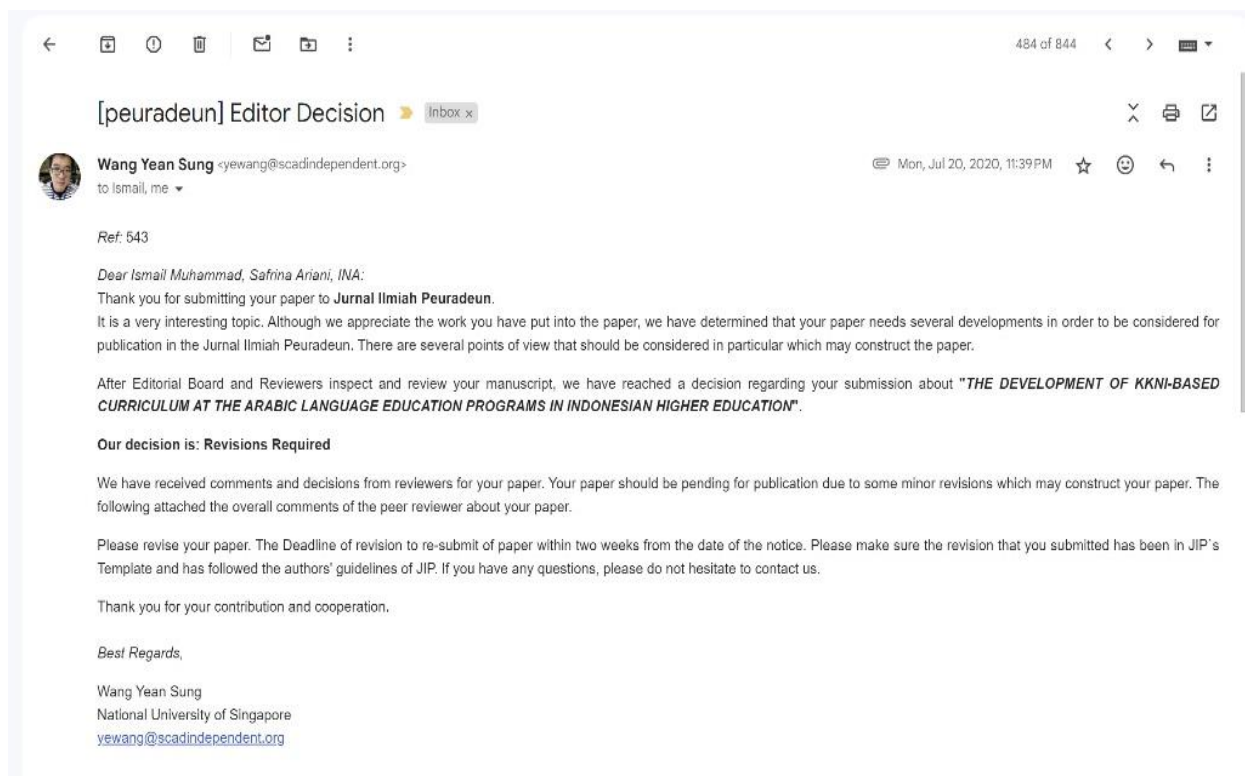 484 of 844
[peuradeun] Editor Decision Inbox x
Wang Yean Sung <yewang@scadindependent.org>
Mon, Jul 20, 2020, 11:39 PM
to Ismail, me
Ref: 543
Dear Ismail Muhammad, Safrina Ariani, INA:
Thank you for submitting your paper to Jurnal Ilmiah Peuradeun.
It is a very interesting topic. Although we appreciate the work you have put into the paper, we have determined that your paper needs several developments in order to be considered for
publication in the Jurnal Ilmiah Peuradeun. There are several points of view that should be considered in particular which may construct the paper.
After Editorial Board and Reviewers inspect and review your manuscript, we have reached a decision regarding your submission about "THE DEVELOPMENT OF KKNI-BASED
CURRICULUM AT THE ARABIC LANGUAGE EDUCATION PROGRAMS IN INDONESIAN HIGHER EDUCATION".
Our decision is: Revisions Required
We have received comments and decisions from reviewers for your paper. Your paper should be pending for publication due to some minor revisions which may construct your paper. The
following attached the overall comments of the peer reviewer about your paper.
Please revise your paper. The Deadline of revision to re-submit of paper within two weeks from the date of the notice. Please make sure the revision that you submitted has been in JIP`s
Template and has followed the authors' guidelines of JIP. If you have any questions, please do not hesitate to contact us.
Thank you for your contribution and cooperation.
Best Regards,
Wang Yean Sung
National University of Singapore
yewang@scadindependent.org